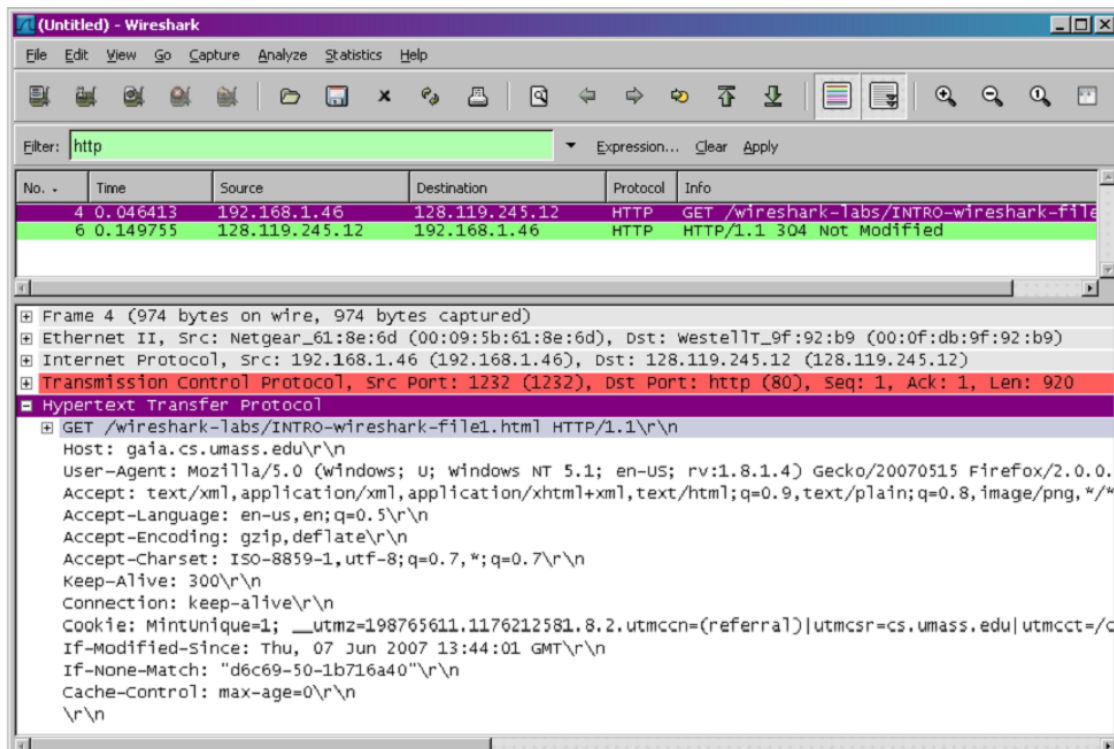 (Untitled) - Wireshark
File Edit View Go Capture Analyze Statistics Help
Filter: http Expression... Clear Apply
No. - Time Source Destination Protocol Info
4 0.046413 192.168.1.46 128.119.245.12 HTTP GET /wireshark-labs/INTRO-wireshark-file
6 0.149755 128.119.245.12 192.168.1.46 HTTP HTTP/1.1 304 Not Modified
Frame 4 (974 bytes on wire, 974 bytes captured)
Ethernet II, Src: Netgear_61:8e:6d (00:09:5b:61:8e:6d), Dst: WestellT_9f:92:b9 (00:0f:db:9f:92:b9)
Internet Protocol, Src: 192.168.1.46 (192.168.1.46), Dst: 128.119.245.12 (128.119.245.12)
Transmission Control Protocol, Src Port: 1232 (1232), Dst Port: http (80), Seq: 1, Ack: 1, Len: 920
Hypertext Transfer Protocol
GET /wireshark-labs/INTRO-wireshark-file1.html HTTP/1.1\r\n
Host: gaia.cs.umass.edu\r\n
User-Agent: Mozilla/5.0 (Windows; U; Windows NT 5.1; en-US; rv:1.8.1.4) Gecko/20070515 Firefox/2.0.0.
Accept: text/xml,application/xml,application/xhtml+xml,text/html;q=0.9,text/plain;q=0.8,image/png,*/*
Accept-Language: en-us,en;q=0.5\r\n
Accept-Encoding: gzip,deflate\r\n
Accept-Charset: ISO-8859-1,utf-8;q=0.7,*;q=0.7\r\n
Keep-Alive: 300\r\n
Connection: keep-alive\r\n
Cookie: MintUnique=1; __utmz=198765611.1176212581.8.2.utmccn=(referral)|utmcsr=cs.umass.edu|utmcct=/c
If-Modified-Since: Thu, 07 Jun 2007 13:44:01 GMT\r\n
If-None-Match: "d6c69-50-1b716a40"\r\n
Cache-Control: max-age=0\r\n
\r\n